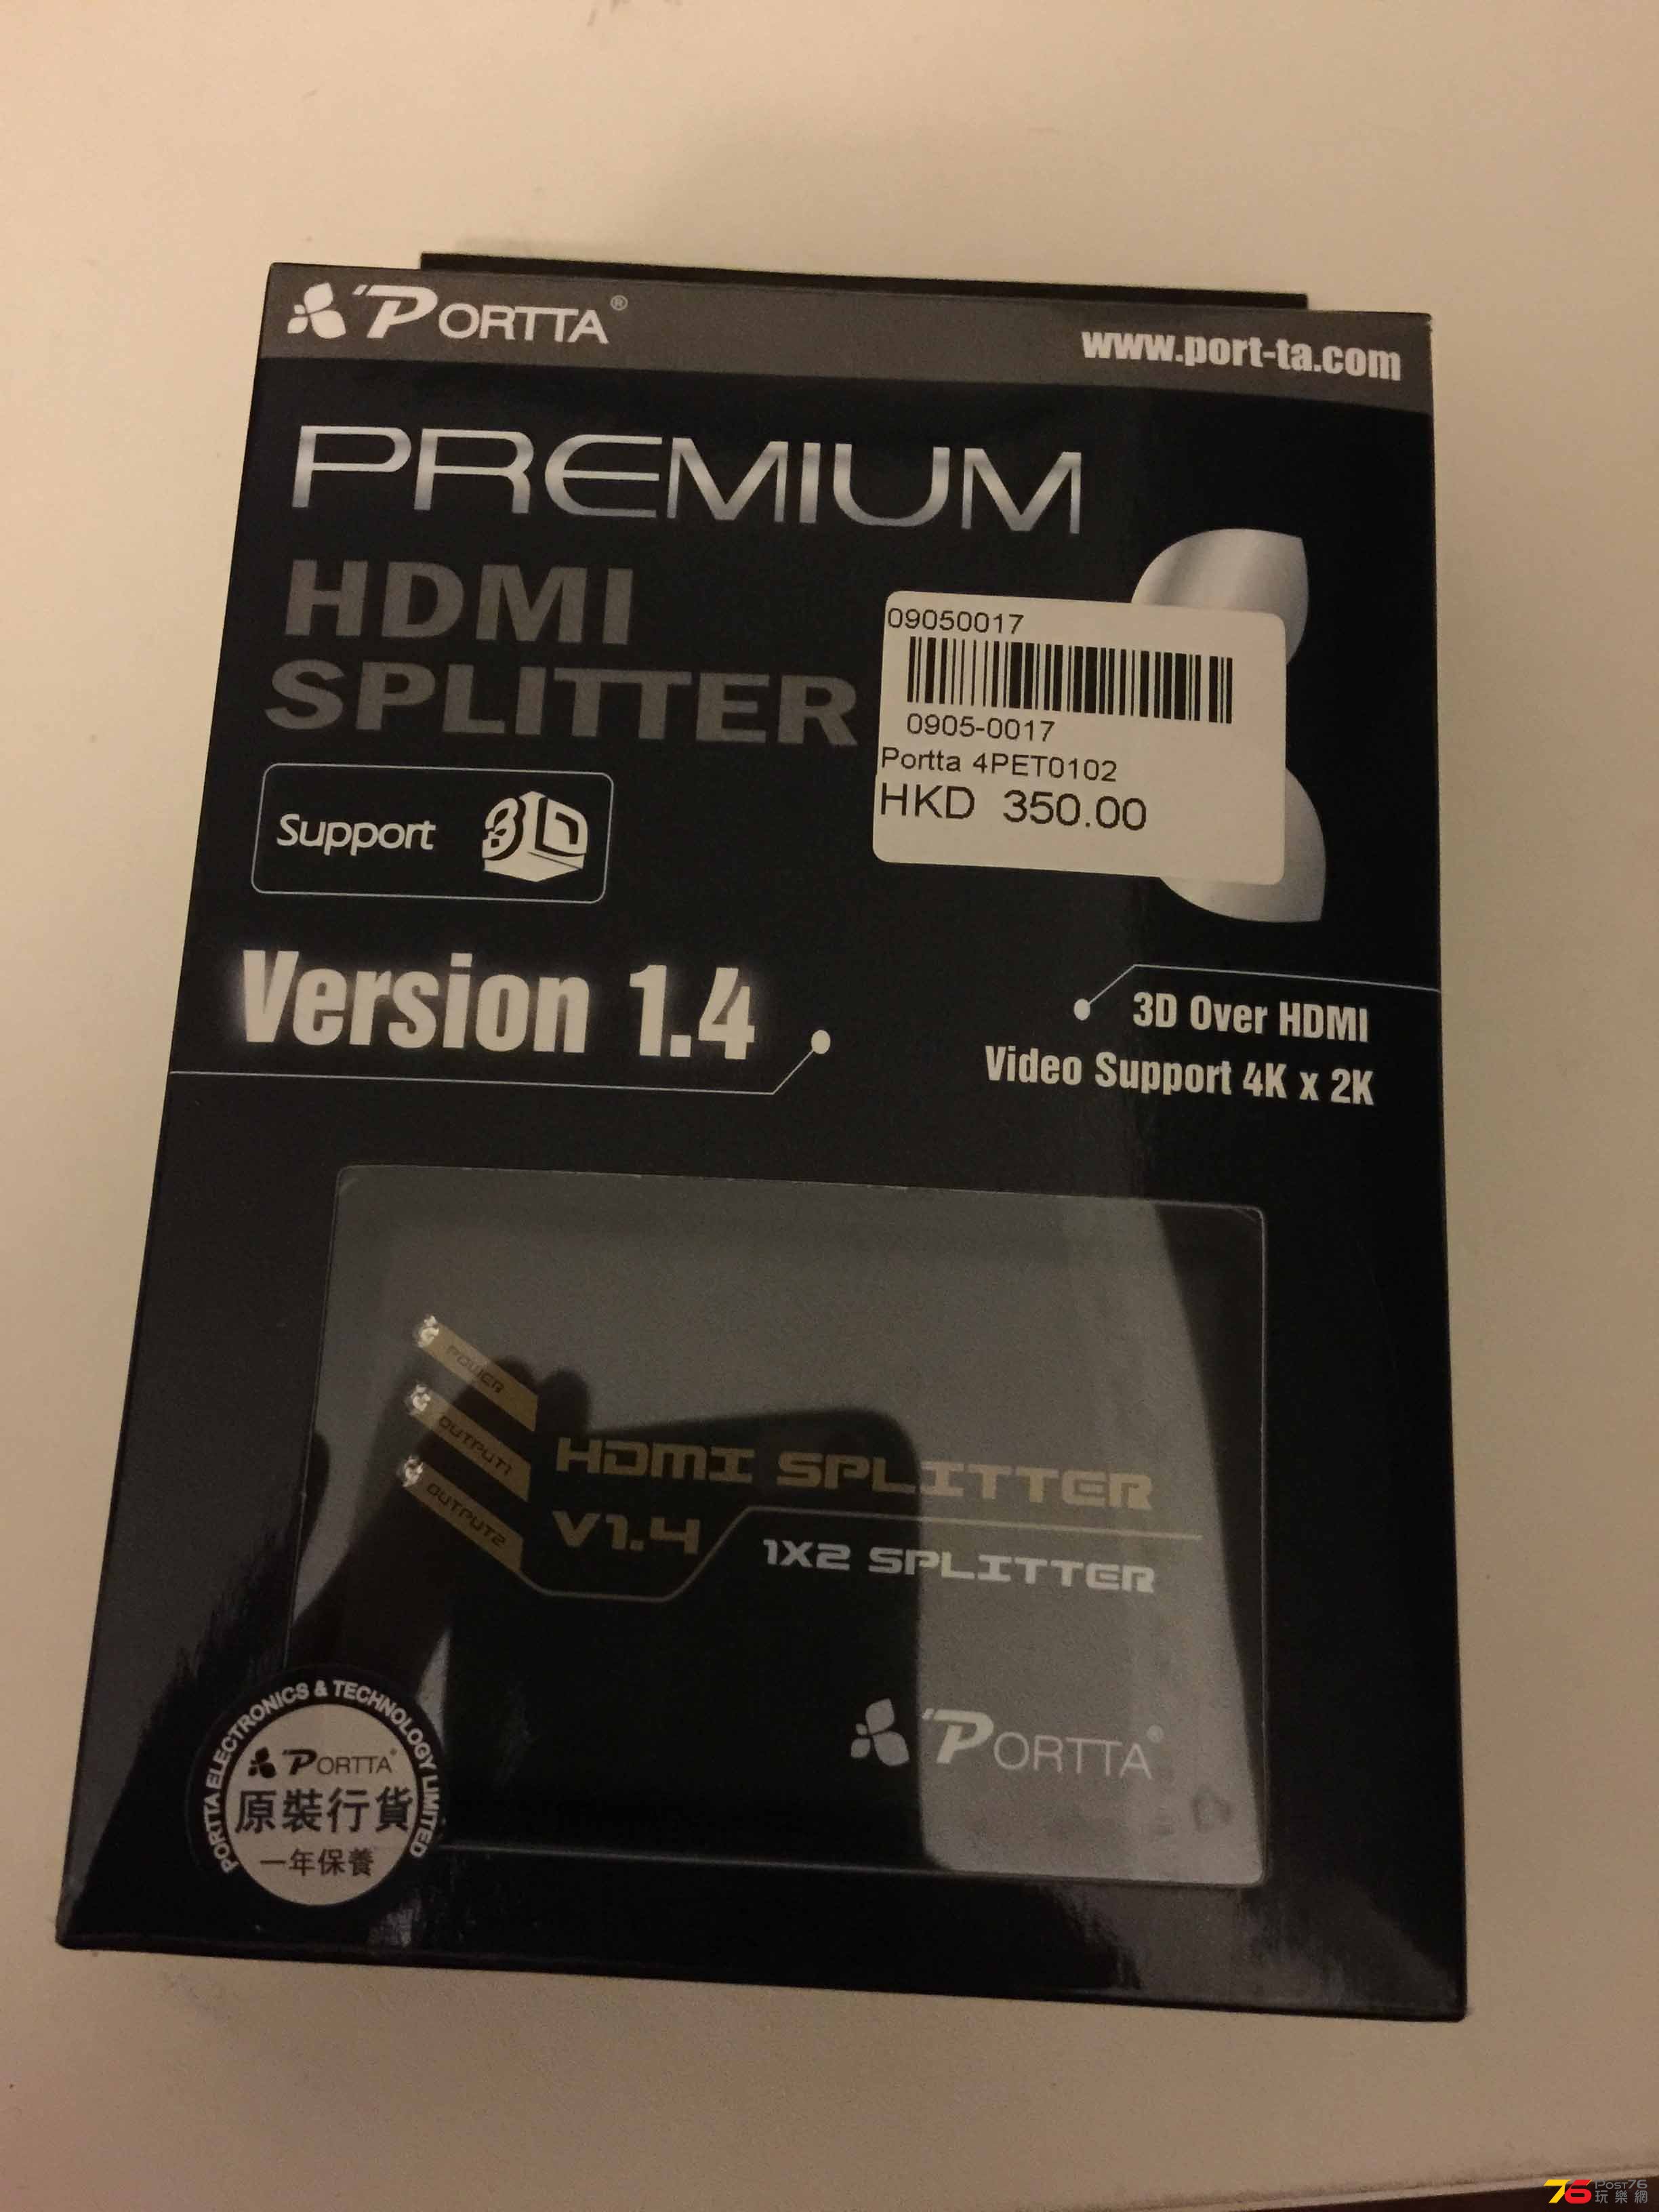 PORTTA®
www.port-ta.com
PREMIUM
HDMI
SPLITTER
09050017
0905-0017
Portta 4PET0102
HKD 350.00
Support 3D
Version 1.4
3D Over HDMI
Video Support 4K x 2K
POWER
OUTPUT1
OUTPUT2
HDMI SPLITTER
V1.4
1X2 SPLITTER
PORTTA®
PORTTA ELECTRONICS & TECHNOLOGY LIMITED
PORTTA®
原裝行貨
一年保養
76 POST76
玩樂網